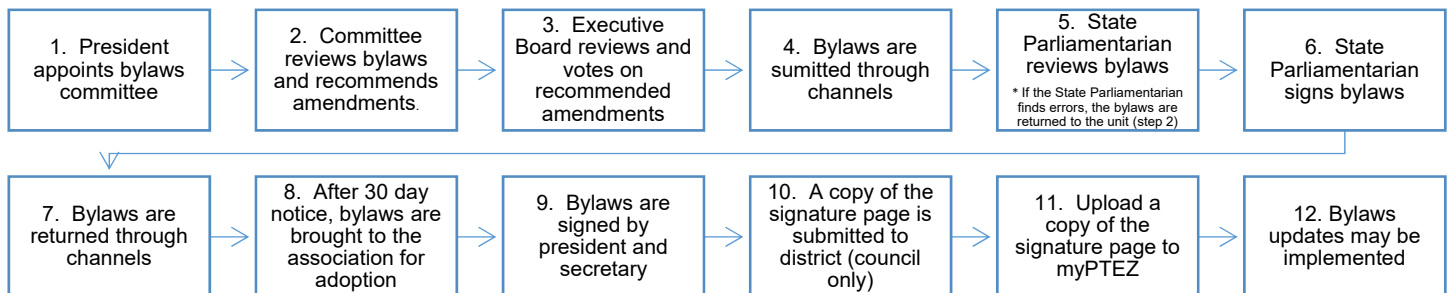 1. President
appoints bylaws
committee
2. Committee
reviews bylaws
and recommends
amendments.
3. Executive
Board reviews and
votes on
recommended
amendments
4. Bylaws are
sumitted through
channels
5. State
Parliamentarian
reviews bylaws
* If the State Parliamentarian
finds errors, the bylaws are
returned to the unit (step 2)
6. State
Parliamentarian
signs bylaws
7. Bylaws are
returned through
channels
8. After 30 day
notice, bylaws are
brought to the
association for
adoption
9. Bylaws are
signed by
president and
secretary
10. A copy of the
signature page is
submitted to
district (council
only)
11. Upload a
copy of the
signature page to
myPTEZ
12. Bylaws
updates may be
implemented